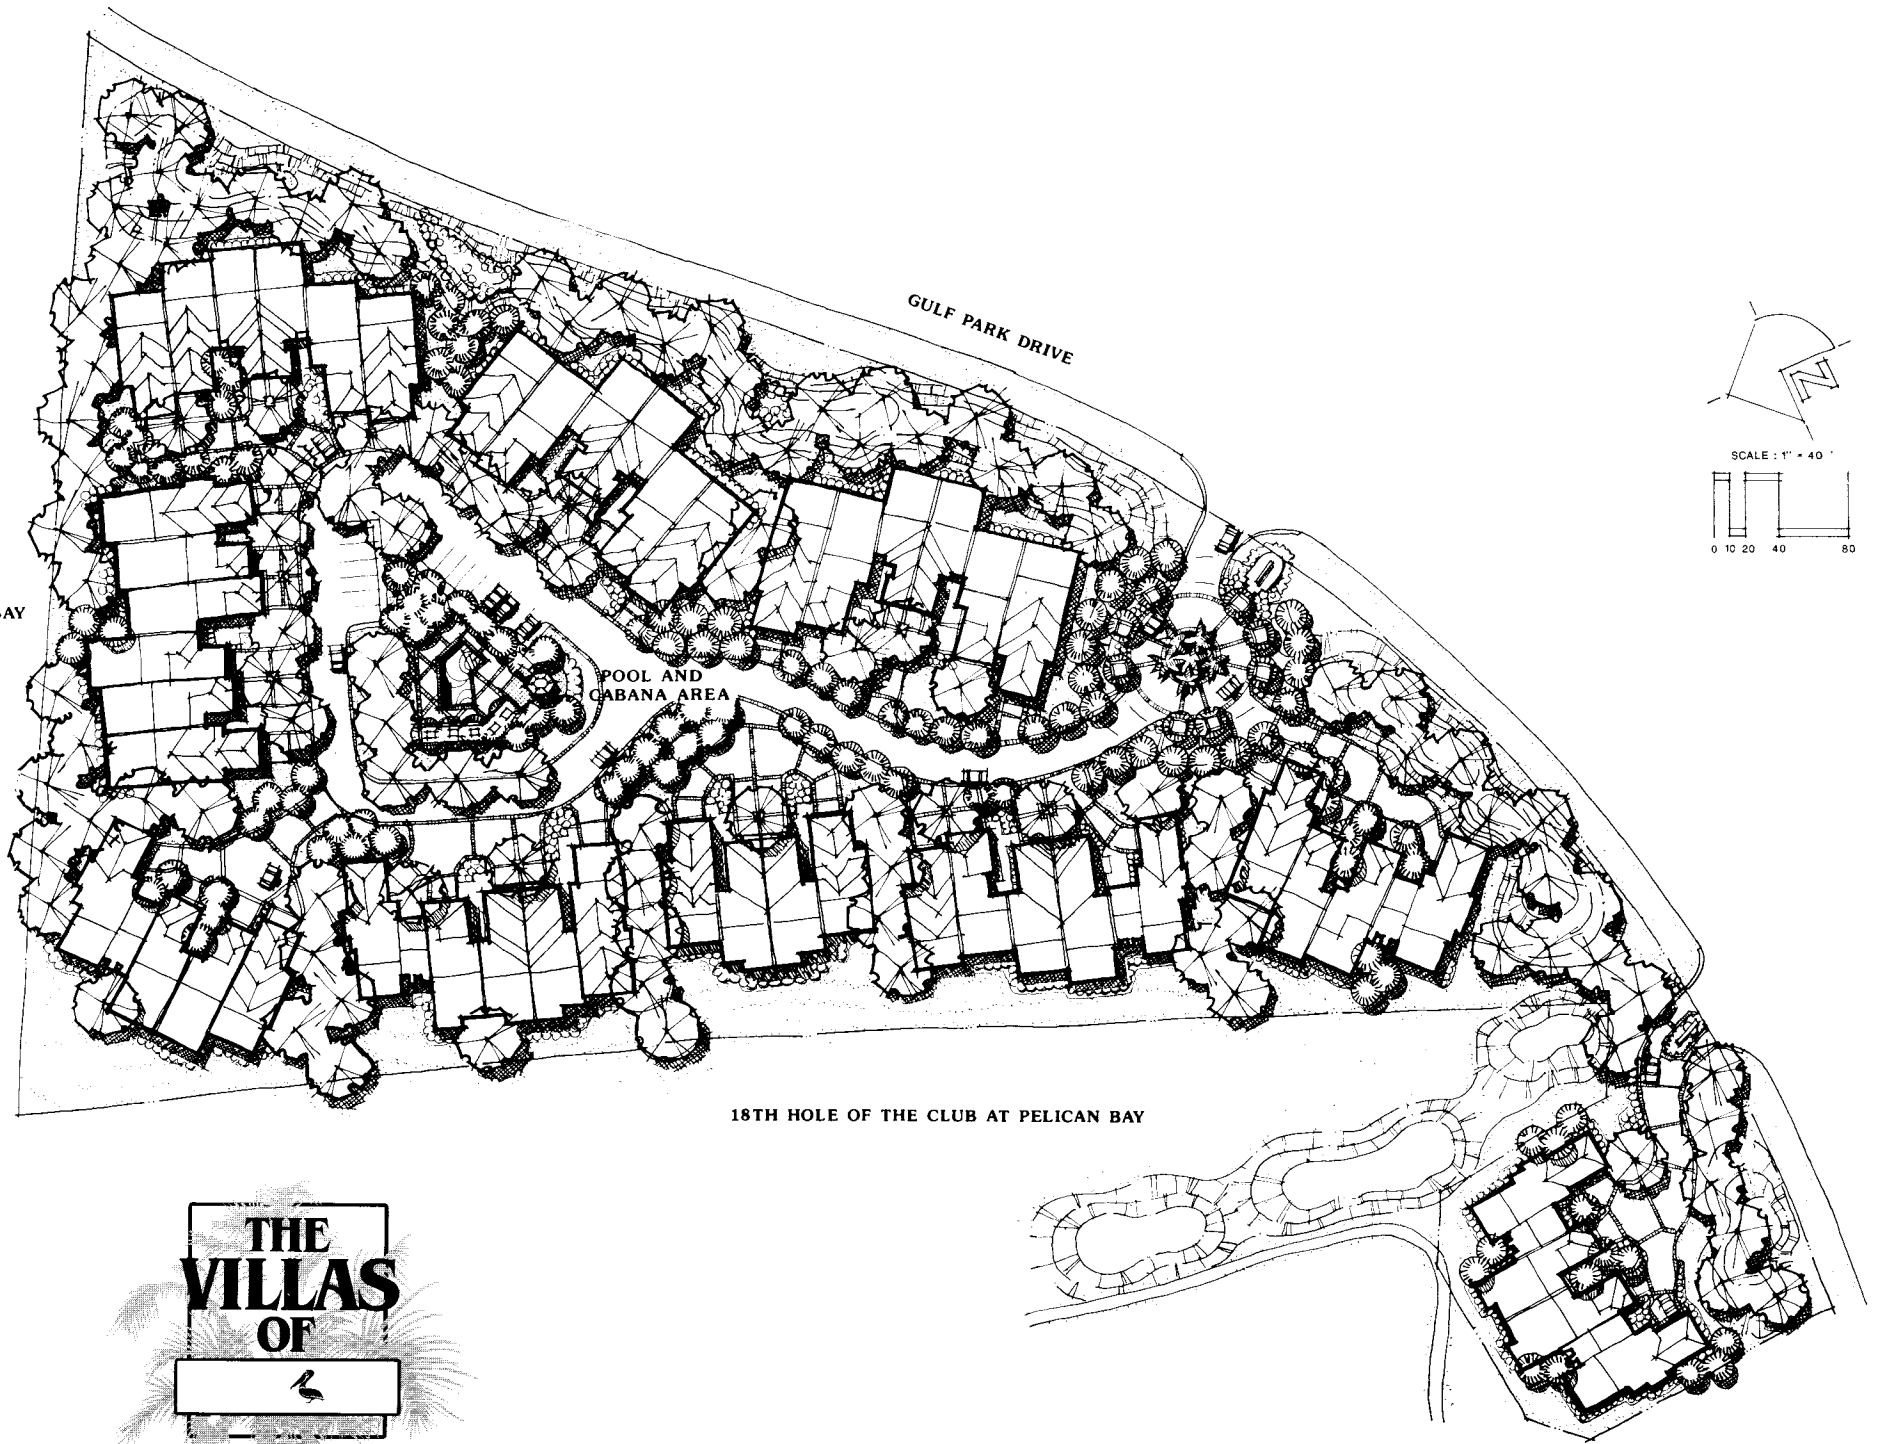 GULF PARK DRIVE
N
SCALE : 1" = 40 '
0 10 20 40 80
BAY
POOL AND
CABANA AREA
18TH HOLE OF THE CLUB AT PELICAN BAY
THE
VILLAS
OF